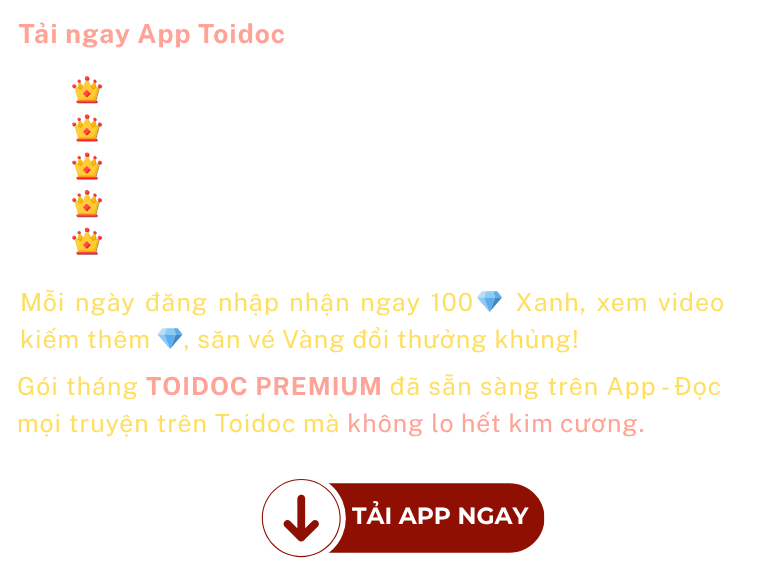 Tải ngay App Toidoc
Mỗi ngày đăng nhập nhận ngay 100💎 Xanh, xem video
kiếm thêm 💎, săn vé Vàng đổi thưởng khủng!
Gói tháng TOIDOC PREMIUM đã sẵn sàng trên App - Đọc
mọi truyện trên Toidoc mà không lo hết kim cương.
TẢI APP NGAY